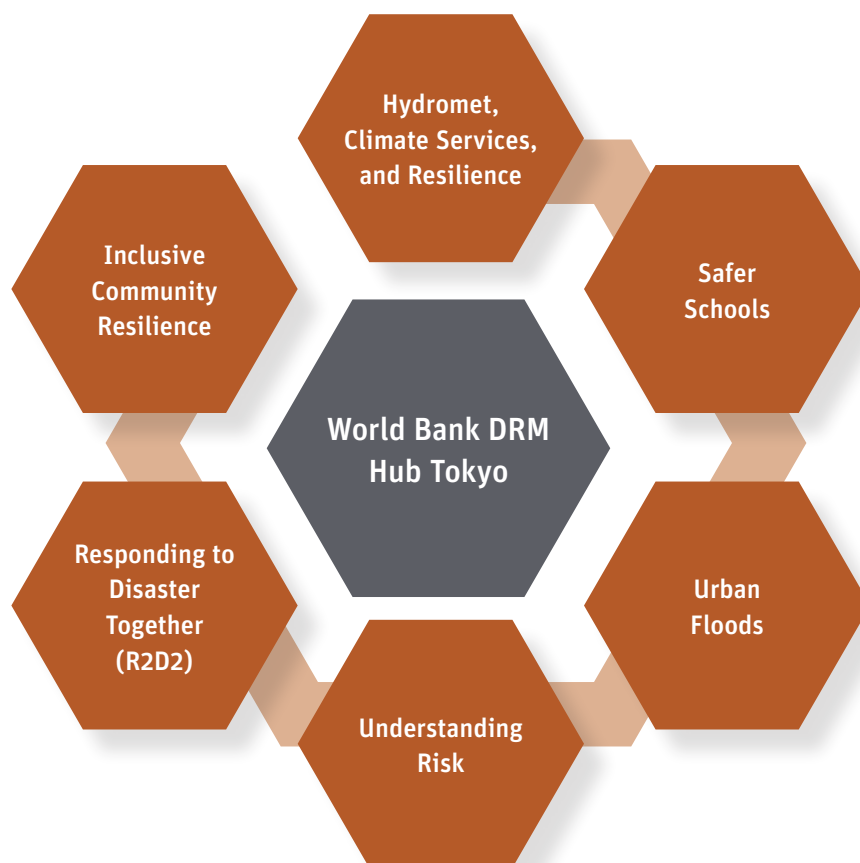 Hydromet,
Climate Services,
and Resilience
Inclusive
Community
Resilience
Safer
Schools
World Bank DRM
Hub Tokyo
Responding to
Disaster
Together
(R2D2)
Urban
Floods
Understanding
Risk